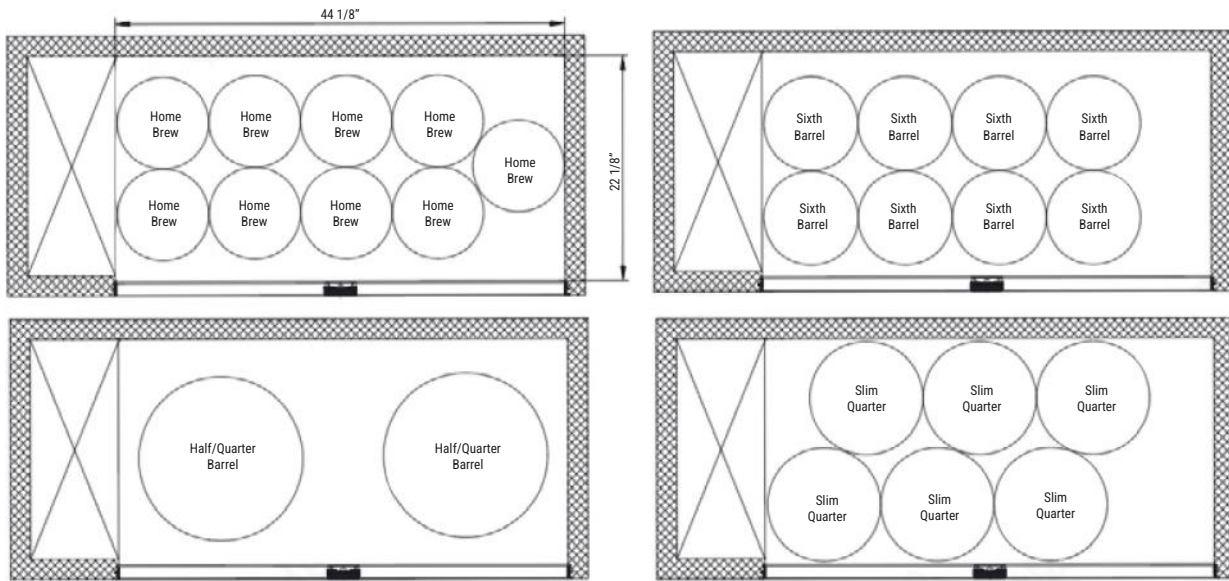 44 1/8”
22 1/8”
Home
Brew
Home
Brew
Home
Brew
Home
Brew
Home
Brew
Home
Brew
Home
Brew
Home
Brew
Home
Brew
Sixth
Barrel
Sixth
Barrel
Sixth
Barrel
Sixth
Barrel
Sixth
Barrel
Sixth
Barrel
Sixth
Barrel
Sixth
Barrel
Half/Quarter
Barrel
Half/Quarter
Barrel
Slim
Quarter
Slim
Quarter
Slim
Quarter
Slim
Quarter
Slim
Quarter
Slim
Quarter